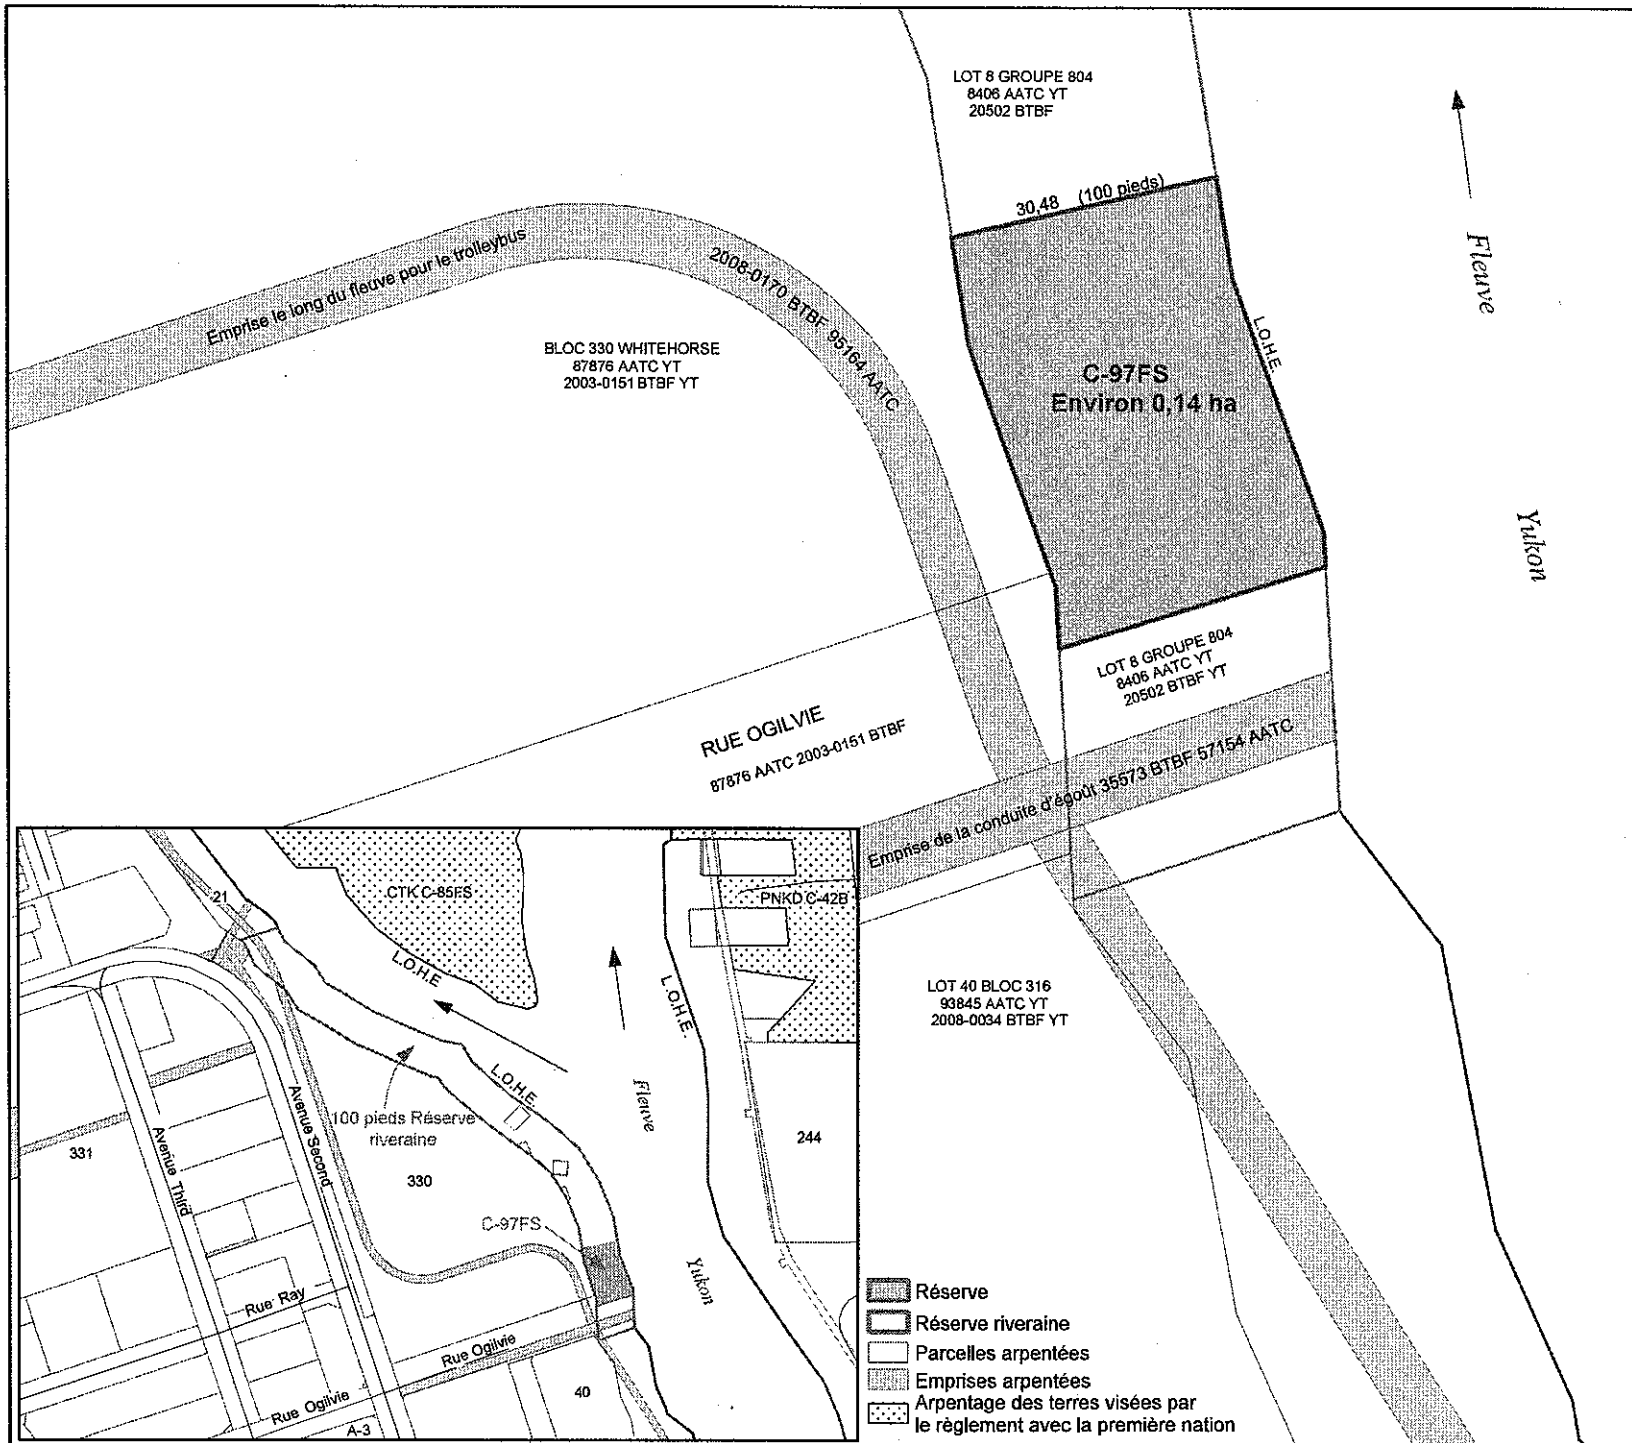 LOT 8 GROUPE 804
8406 AATC YT
20502 BTBF
30,48 (100 pieds)
Fleuve
Emprise le long du fleuve pour le trolleybus
2008-0170 BTBF 95164 AATC
BLOC 330 WHITEHORSE
87876 AATC YT
2003-0151 BTBF YT
L.O.H.E
C-97FS
Environ 0,14 ha
Yukon
LOT 8 GROUPE 804
8406 AATC YT
20502 BTBF YT
RUE OGILVIE
87876 AATC 2003-0151 BTBF
Emprise de la conduite d'égoût 35573 BTBF 57154 AATC
LOT 40 BLOC 316
93845 AATC YT
2008-0034 BTBF YT
21
CTK C-85FS
PNKD C-42B
L.O.H.E
L.O.H.E.
L.O.H.E.
Fleuve
100 pieds Réserve
riveraine
Avenue Second
Avenue Third
331
330
244
C-97FS
Yukon
Rue Ray
Rue Ogilvie
Rue Ogilvie
40
A-3
Réserve
Réserve riveraine
Parcelles arpentées
Emprises arpentées
Arpentage des terres visées par
le règlement avec la première nation